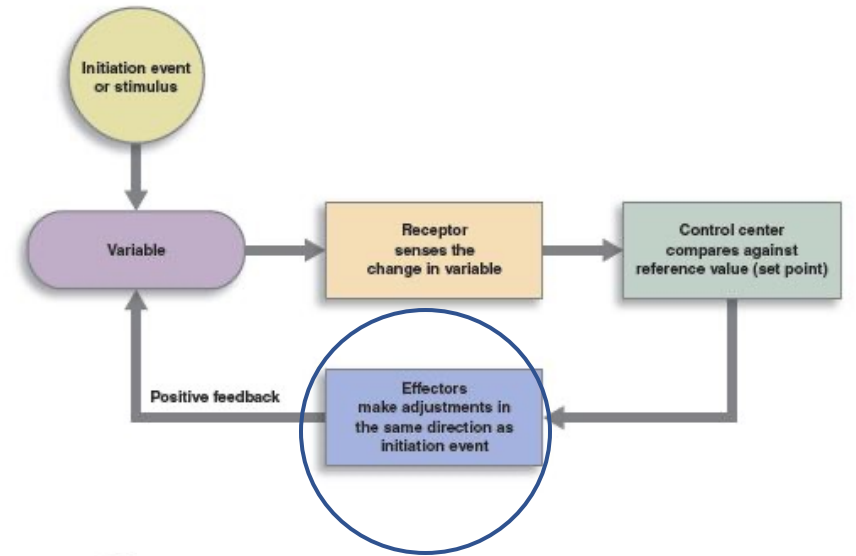 Initiation event
or stimulus
Variable
Receptor
senses the
change in variable
Control center
compares against
reference value (set point)
Positive feedback
Effectors
make adjustments in
the same direction as
initiation event